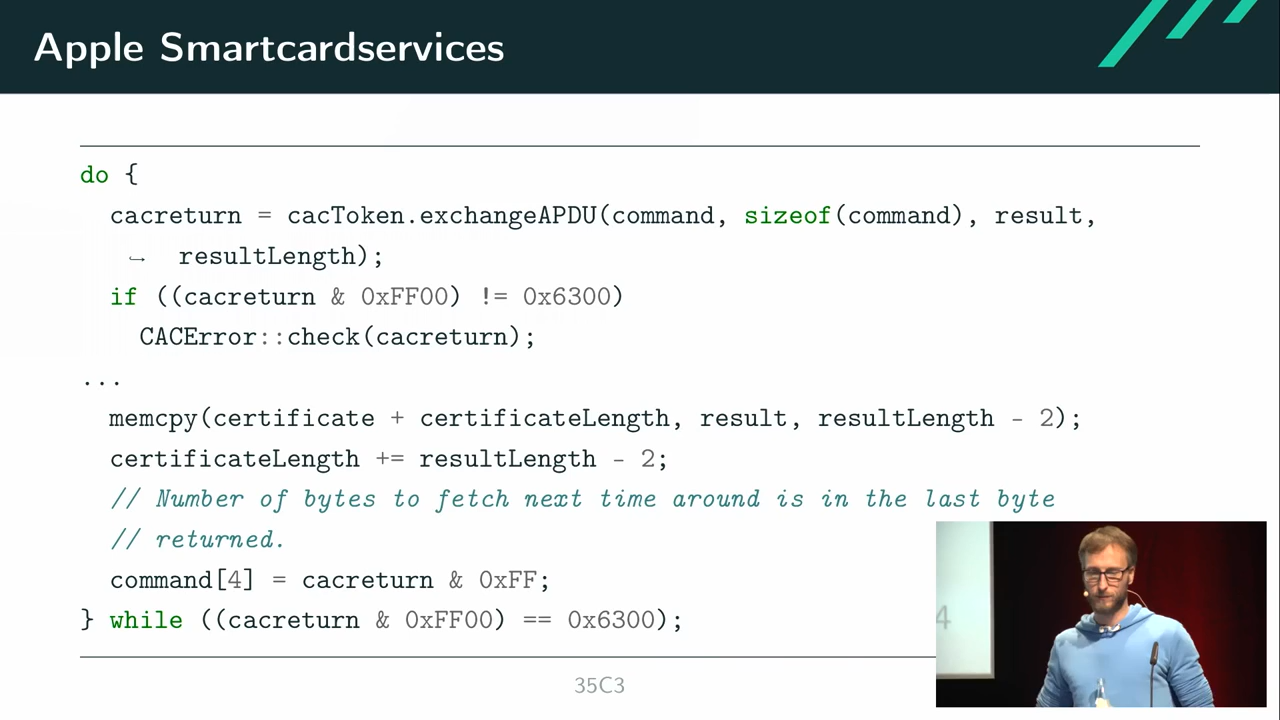 Apple Smartcardservices
do {
cacreturn = cacToken.exchangeAPDU(command, sizeof(command), result,
↪ resultLength);
if ((cacreturn & 0xFF00) != 0x6300)
CACError::check(cacreturn);
...
memcpy(certificate + certificateLength, result, resultLength - 2);
certificateLength += resultLength - 2;
// Number of bytes to fetch next time around is in the last byte
// returned.
command[4] = cacreturn & 0xFF;
} while ((cacreturn & 0xFF00) == 0x6300);
35C3
4